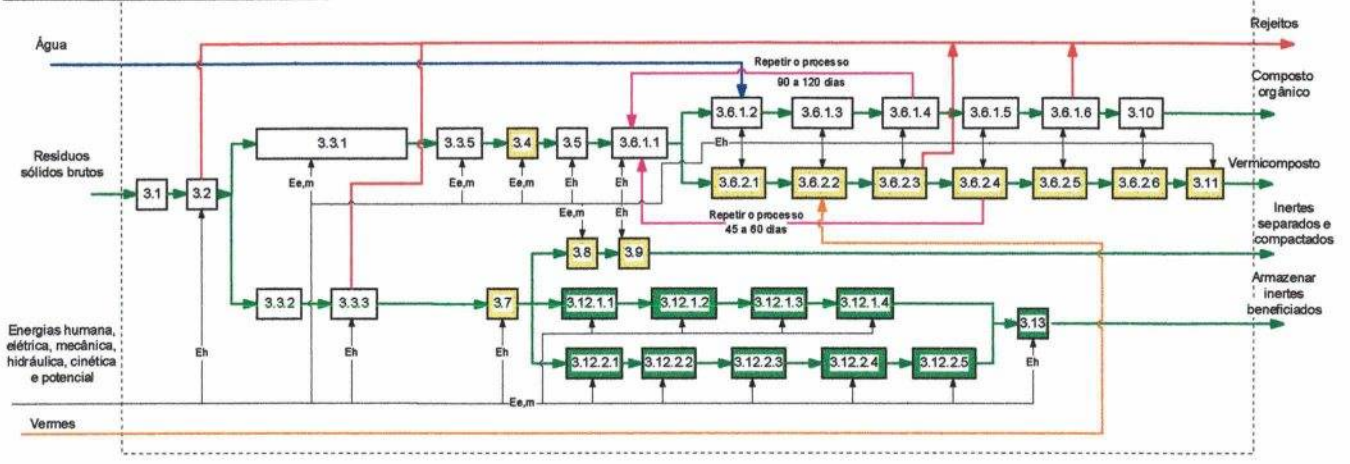 Rejeitos
Água
Repetir o processo
90 a 120 dias
Composto
orgânico
3.6.1.2
3.6.1.3
3.6.1.4
3.6.1.5
3.6.1.6
3.10
3.3.1
3.3.5
3.4
3.5
3.6.1.1
Eh
Resíduos
sólidos brutos
Vermicomposto
3.1
3.2
Ee,m
Ee,m
Ee,m
Eh
Eh
3.6.2.1
3.6.2.2
3.6.2.3
3.6.2.4
3.6.2.5
3.6.2.6
3.11
Ee,m
Eh
Repetir o processo
45 a 60 dias
Inertes
separados e
compactados
3.8
3.9
Armazenar
inertes
beneficiados
3.3.2
3.3.3
3.7
3.12.1.1
3.12.1.2
3.12.1.3
3.12.1.4
3.13
Energias humana,
elétrica, mecânica,
hidráulica, cinética
e potencial
Eh
Eh
Eh
3.12.2.1
3.12.2.2
3.12.2.3
3.12.2.4
3.12.2.5
Eh
Ee,m
Vermes